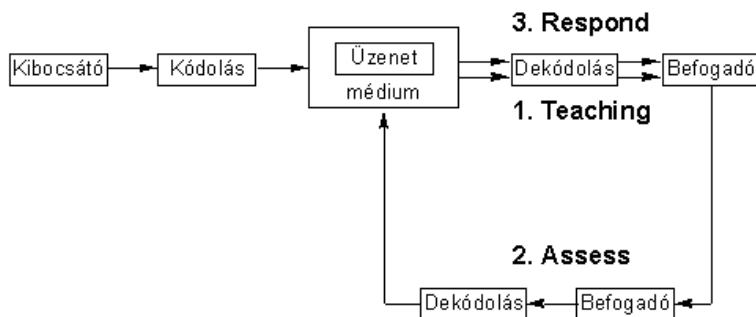 3. Respond
Kibocsátó
Kódolás
Üzenet
médium
Dekódolás
Befogadó
1. Teaching
2. Assess
Dekódolás
Befogadó